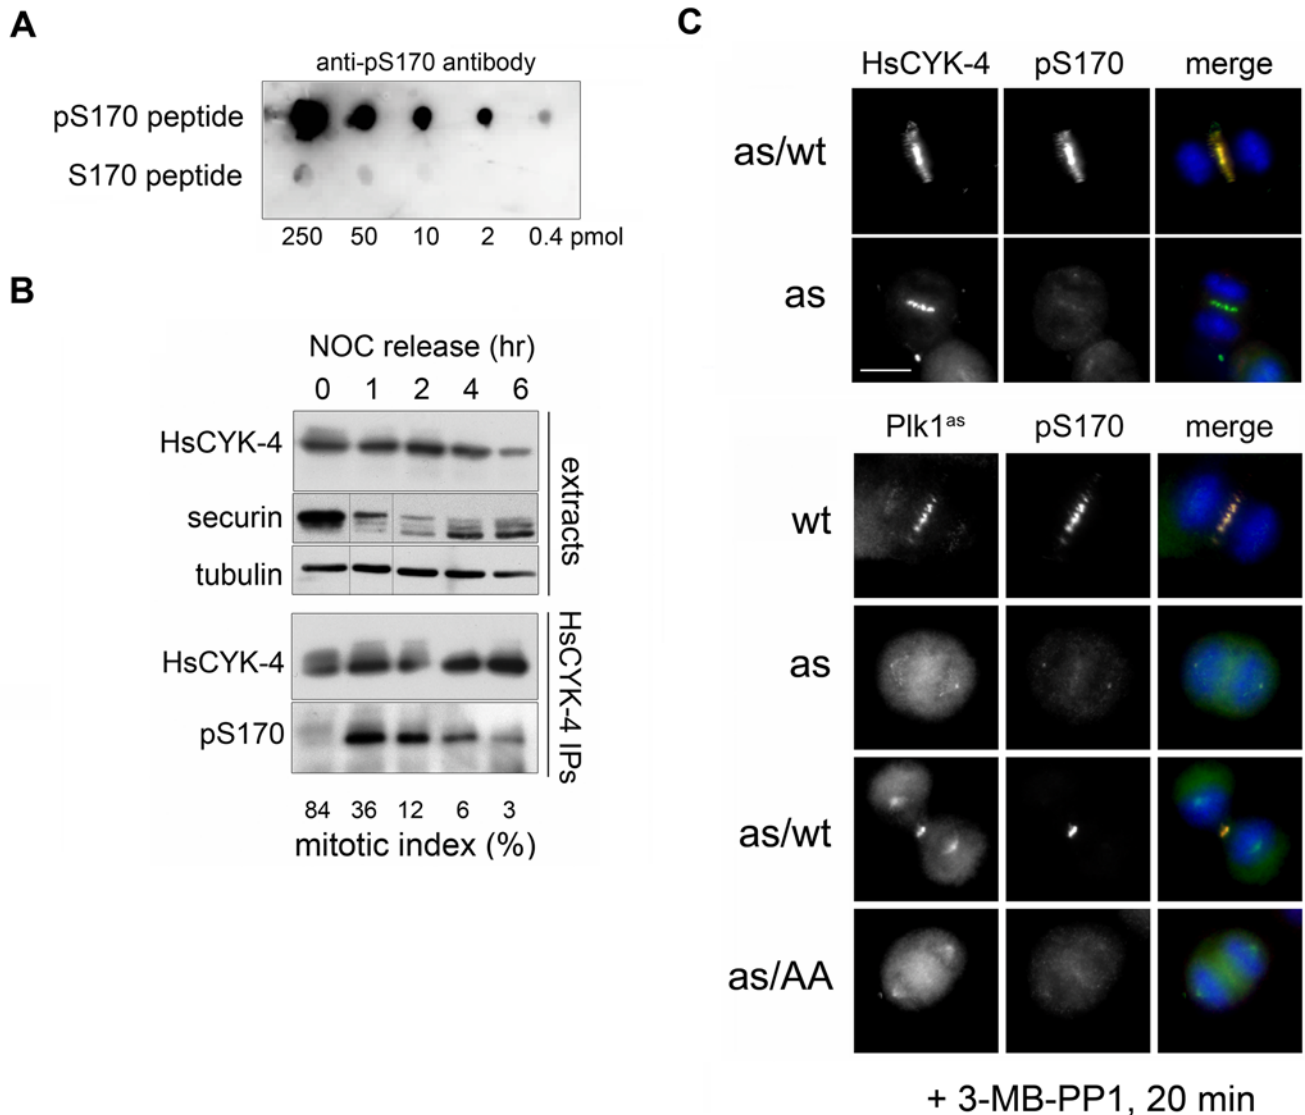 A
anti-pS170 antibody
pS170 peptide
S170 peptide
250 50 10 2 0.4 pmol
B
NOC release (hr)
0 1 2 4 6
HsCYK-4
securin
tubulin
extracts
HsCYK-4
pS170
HsCYK-4 IPs
84 36 12 6 3
mitotic index (%)
C
HsCYK-4 pS170 merge
as/wt
as
Plk1ᵃˢ pS170 merge
wt
as
as/wt
as/AA
+ 3-MB-PP1, 20 min